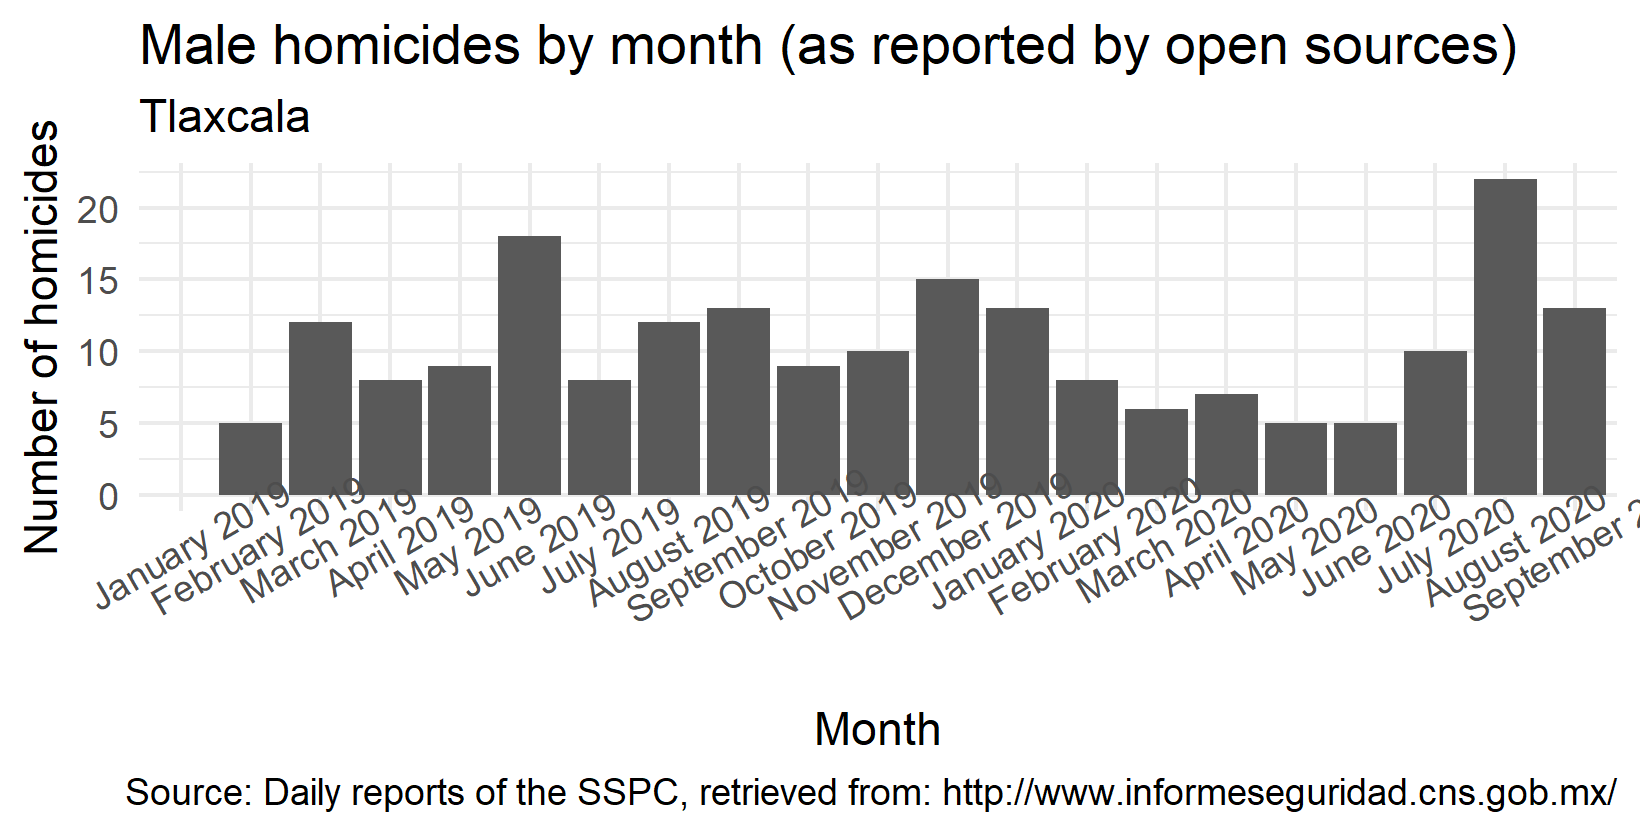 Male homicides by month (as reported by open sources)
Tlaxcala
Number of homicides
20
15
10
5
0
January 2019
February 2019
March 2019
April 2019
May 2019
June 2019
July 2019
August 2019
September 2019
October 2019
November 2019
December 2019
January 2020
February 2020
March 2020
April 2020
May 2020
June 2020
July 2020
August 2020
September 2
Month
Source: Daily reports of the SSPC, retrieved from: http://www.informeseguridad.cns.gob.mx/